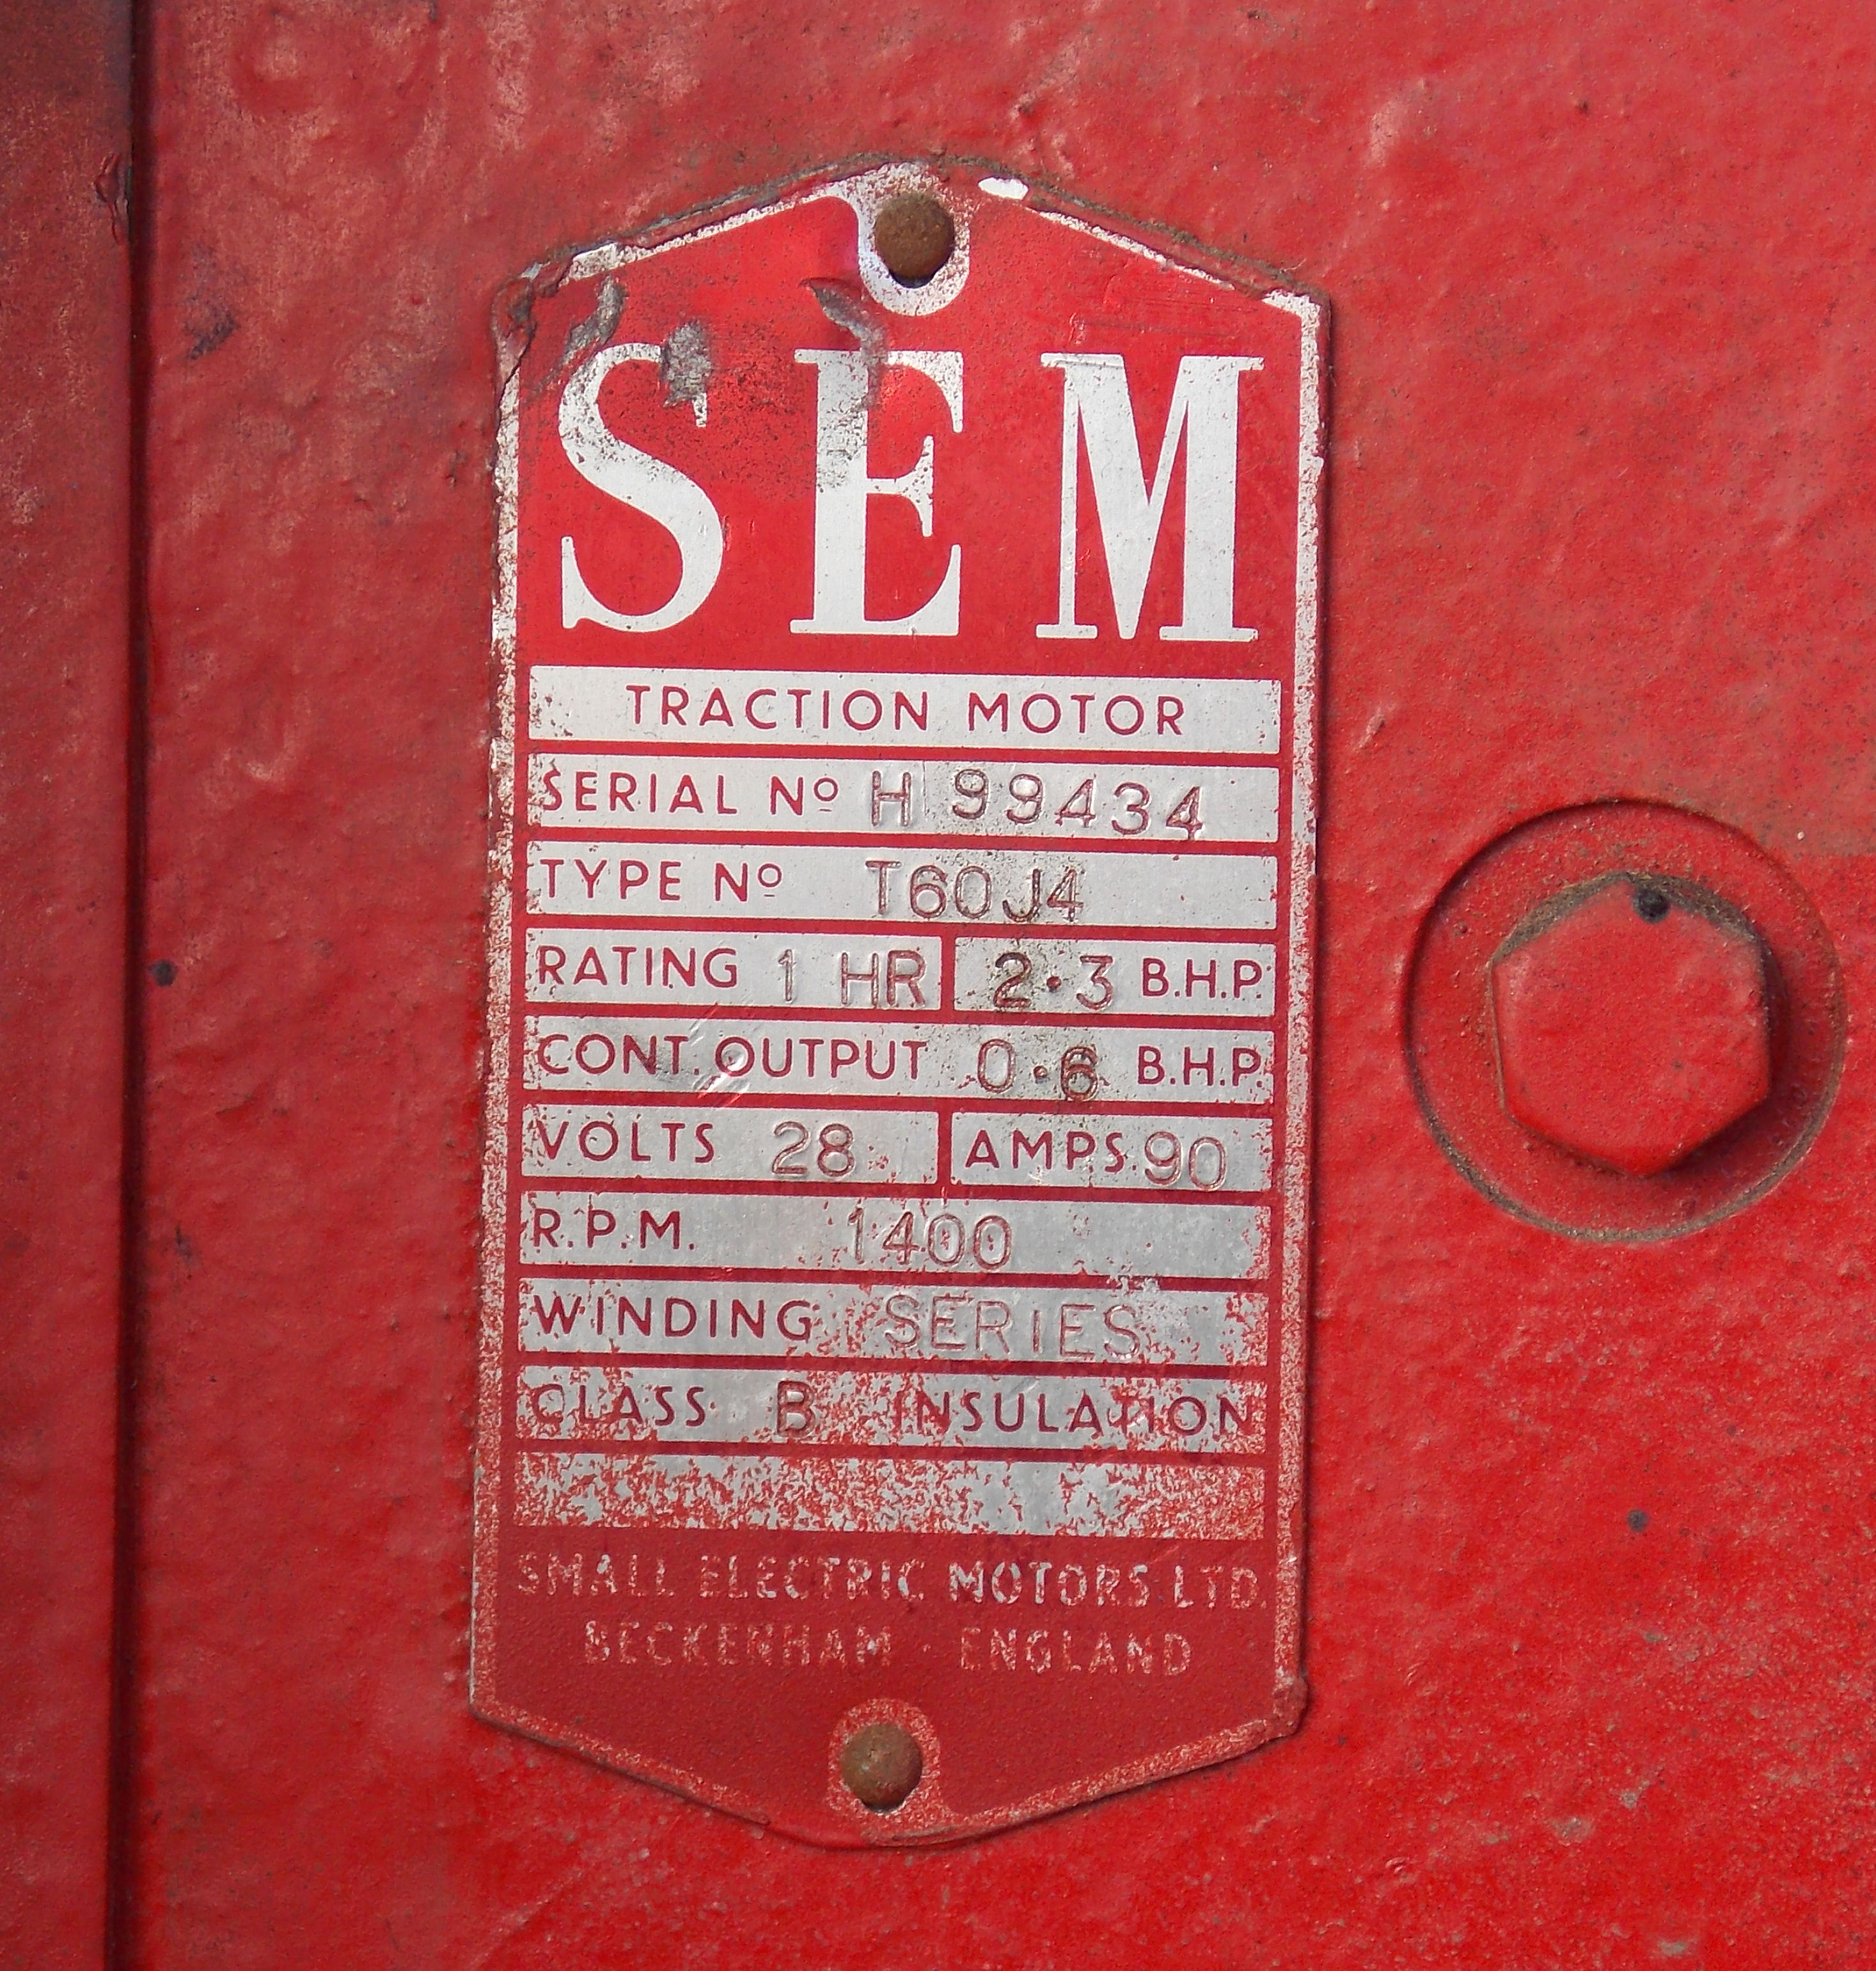 SEM
TRACTION MOTOR
SERIAL Nº H 99434
TYPE Nº T60J4
RATING 1 HR 2·3 B.H.P.
CONT. OUTPUT 0·6 B.H.P.
VOLTS 28 AMPS 90
R.P.M. 1400
WINDING SERIES
CLASS B INSULATION
SMALL ELECTRIC MOTORS LTD.
BECKENHAM · ENGLAND